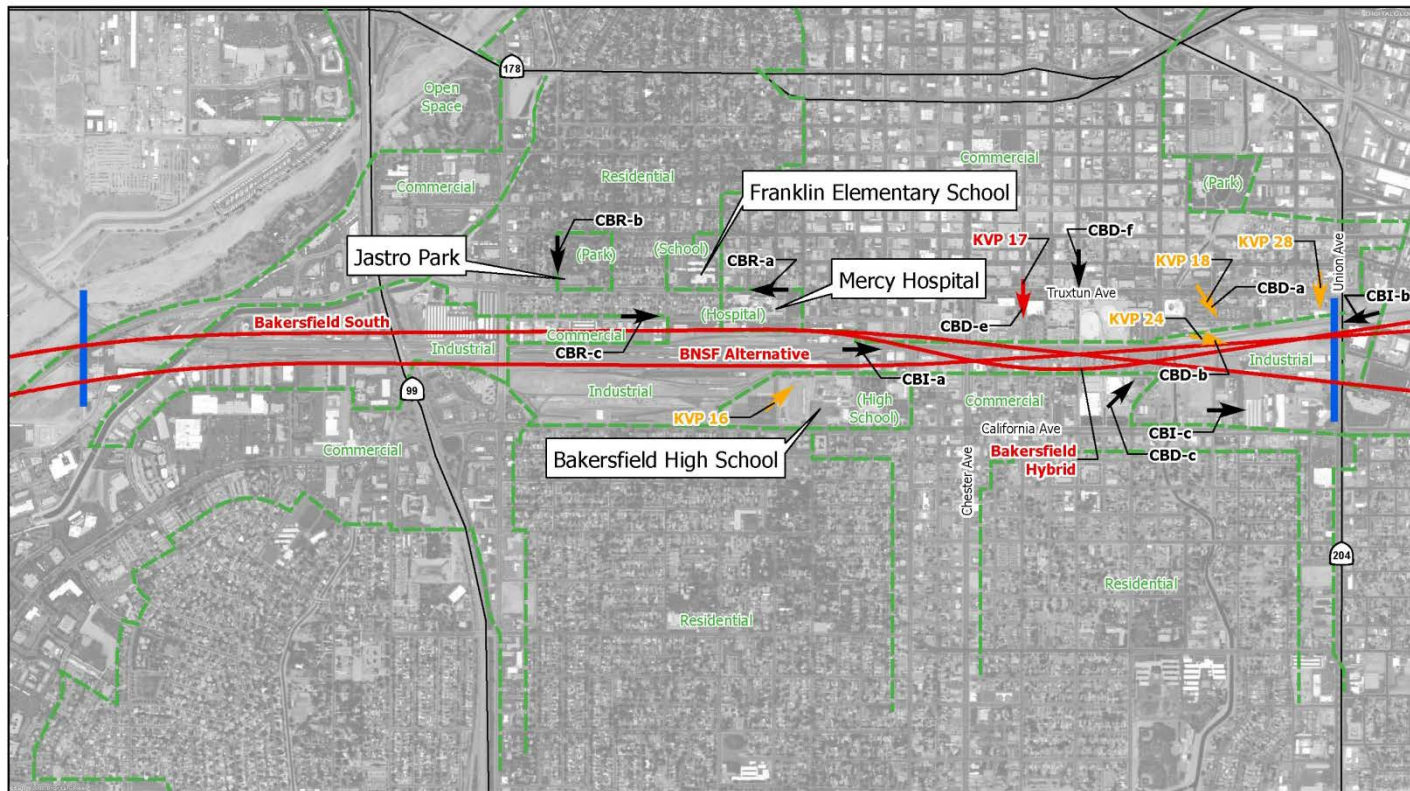 DIGITALGLOBE
178
Open
Space
Commercial
Commercial
Residential
Franklin Elementary School
(Park)
CBR-b
(Park)
(School)
Jastro Park
CBR-a
Mercy Hospital
KVP 17
CBD-f
KVP 18
KVP 28
Union Ave
CBD-a
CBI-b
Truxtun Ave
KVP 24
CBD-e
Bakersfield South
(Hospital)
Commercial
CBR-c
Industrial
BNSF Alternative
Industrial
CBI-a
CBD-b
99
Industrial
KVP 16
(High
School)
Commercial
California Ave
CBI-c
CBD-c
Bakersfield High School
Bakersfield
Hybrid
Chester Ave
Commercial
204
Residential
Residential